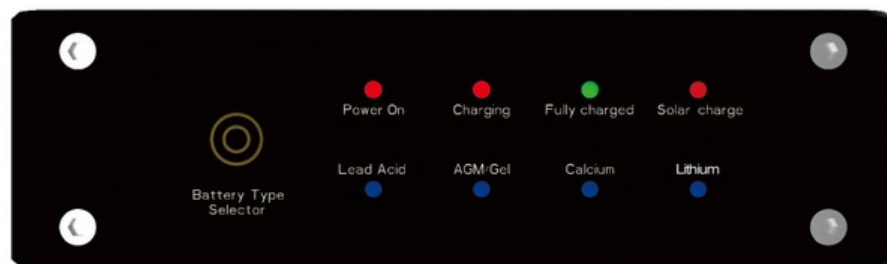 Power On Charging Fully charged Solar charge
Lead Acid AGM/Gel Calcium Lithium
Battery Type
Selector